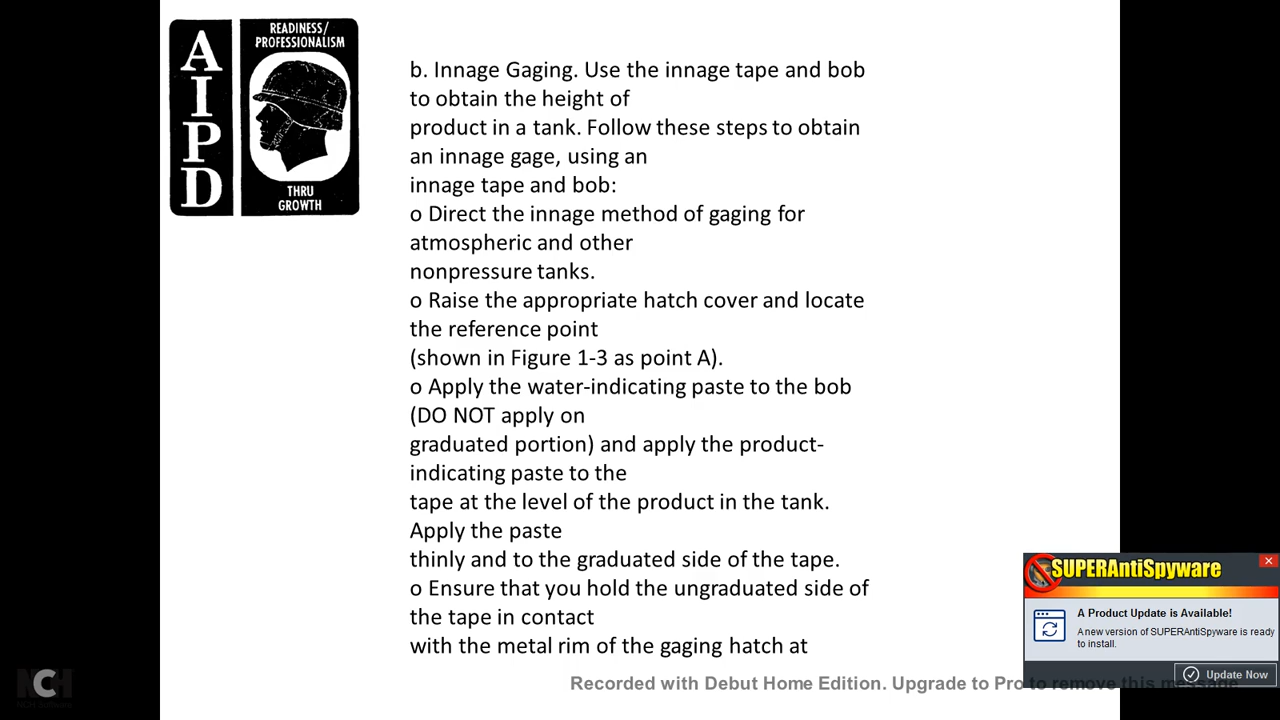 A
I
P
D
READINESS/
PROFESSIONALISM
THRU
GROWTH
b. Innage Gaging. Use the innage tape and bob
to obtain the height of
product in a tank. Follow these steps to obtain
an innage gage, using an
innage tape and bob:
o Direct the innage method of gaging for
atmospheric and other
nonpressure tanks.
o Raise the appropriate hatch cover and locate
the reference point
(shown in Figure 1-3 as point A).
o Apply the water-indicating paste to the bob
(DO NOT apply on
graduated portion) and apply the product-
indicating paste to the
tape at the level of the product in the tank.
Apply the paste
thinly and to the graduated side of the tape.
o Ensure that you hold the ungraduated side of
the tape in contact
with the metal rim of the gaging hatch at
SUPERAntiSpyware
A Product Update is Available!
A new version of SUPERAntiSpyware is ready
to install.
Update Now
NCH
NCH Software
Recorded with Debut Home Edition. Upgrade to Pro to remove this message